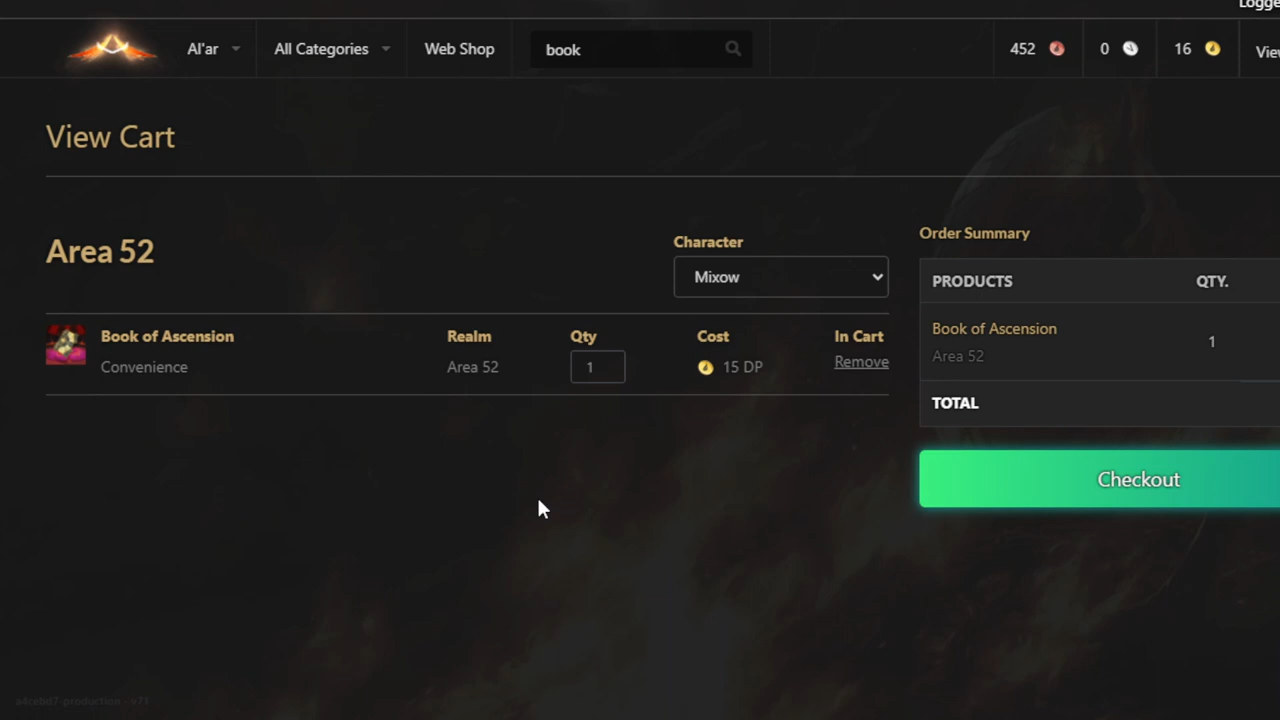 Logge
Al'ar
All Categories
Web Shop
book
452
0
16
Vie
View Cart
Area 52
Character
Mixow
Book of Ascension
Convenience
Realm
Area 52
Qty
1
Cost
15 DP
In Cart
Remove
Order Summary
PRODUCTS QTY.
Book of Ascension
Area 52
1
TOTAL
Checkout